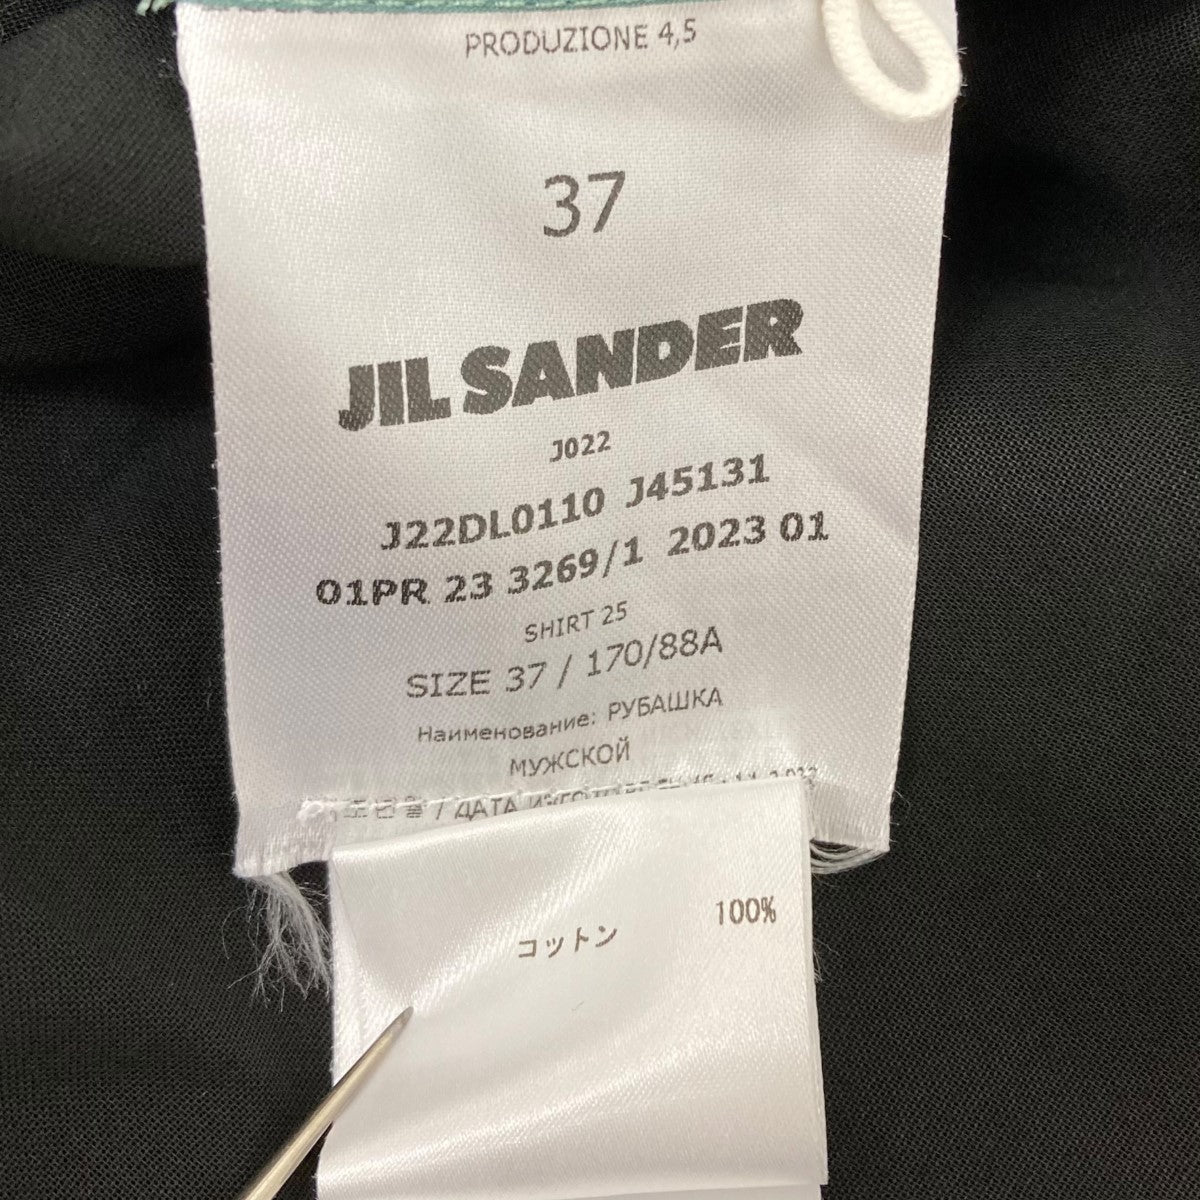 PRODUZIONE 4,5
37
JIL SANDER
J022
J22DL0110 J45131
01PR 23 3269/1 2023 01
SHIRT 25
SIZE 37 / 170/88A
Наименование: РУБАШКА
МУЖСКОЙ
/ ДАТА
コットン 100%